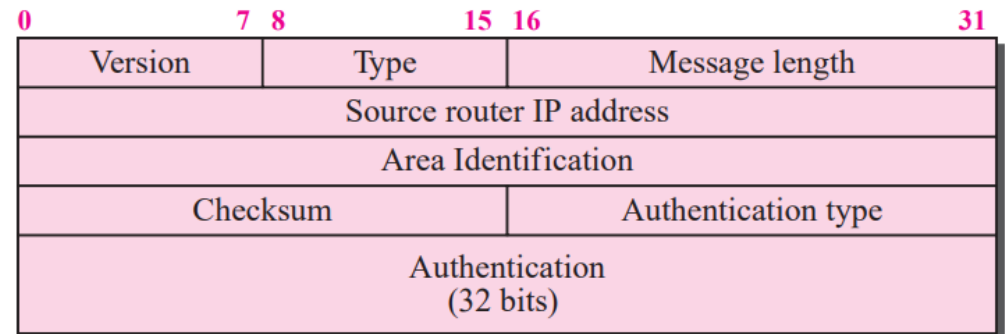 0 7 8 15 16 31
Version Type Message length
Source router IP address
Area Identification
Checksum Authentication type
Authentication
(32 bits)